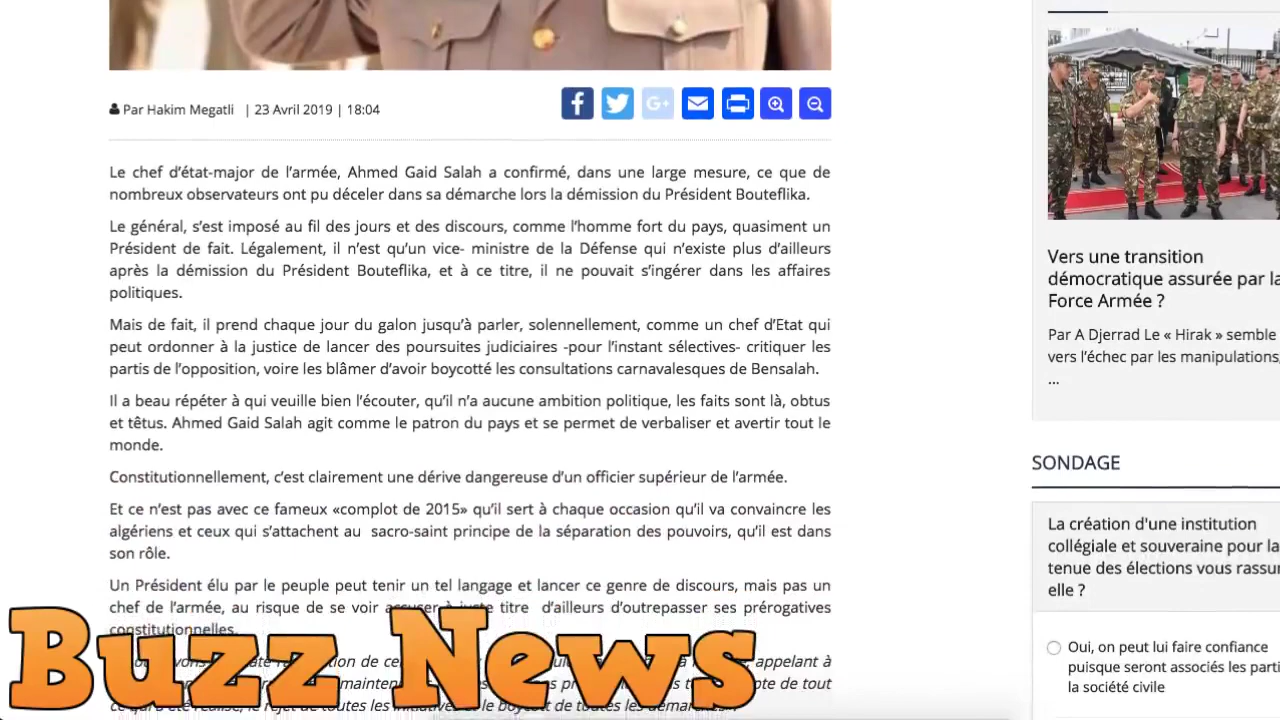 Par Hakim Megatli | 23 Avril 2019 | 18:04
Le chef d’état-major de l’armée, Ahmed Gaid Salah a confirmé, dans une large mesure, ce que de
nombreux observateurs ont pu déceler dans sa démarche lors la démission du Président Bouteflika.
Le général, s’est imposé au fil des jours et des discours, comme l’homme fort du pays, quasiment un
Président de fait. Légalement, il n’est qu’un vice- ministre de la Défense qui n’existe plus d’ailleurs
après la démission du Président Bouteflika, et à ce titre, il ne pouvait s’ingérer dans les affaires
politiques.
Mais de fait, il prend chaque jour du galon jusqu’à parler, solennellement, comme un chef d’Etat qui
peut ordonner à la justice de lancer des poursuites judiciaires -pour l’instant sélectives- critiquer les
partis de l’opposition, voire les blâmer d’avoir boycotté les consultations carnavalesques de Bensalah.
Il a beau répéter à qui veuille bien l’écouter, qu’il n’a aucune ambition politique, les faits sont là, obtus
et têtus. Ahmed Gaid Salah agit comme le patron du pays et se permet de verbaliser et avertir tout le
monde.
Constitutionnellement, c’est clairement une dérive dangereuse d’un officier supérieur de l’armée.
Et ce n’est pas avec ce fameux «complot de 2015» qu’il sert à chaque occasion qu’il va convaincre les
algériens et ceux qui s’attachent au sacro-saint principe de la séparation des pouvoirs, qu’il est dans
son rôle.
Un Président élu par le peuple peut tenir un tel langage et lancer ce genre de discours, mais pas un
chef de l’armée, au risque de se voir accuser à juste titre d’ailleurs d’outrepasser ses prérogatives
constitutionnelles.
appelant à
de tout
le rejet de toutes les le boycott de toutes les
Buzz News
Vers une transition
démocratique assurée par la
Force Armée ?
Par A Djerrad Le « Hirak » semble
vers l’échec par les manipulations,
...
SONDAGE
La création d'une institution
collégiale et souveraine pour la
tenue des élections vous
elle ?
Oui, on peut lui faire confiance
puisque seront associés les
la société civile